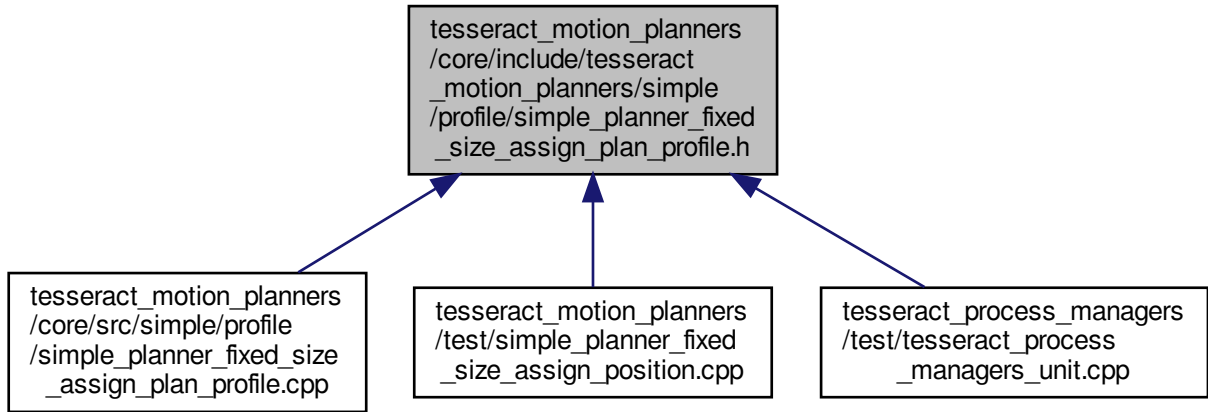 tesseract_motion_planners
/core/include/tesseract
_motion_planners/simple
/profile/simple_planner_fixed
_size_assign_plan_profile.h
tesseract_motion_planners
/core/src/simple/profile
/simple_planner_fixed_size
_assign_plan_profile.cpp
tesseract_motion_planners
/test/simple_planner_fixed
_size_assign_position.cpp
tesseract_process_managers
/test/tesseract_process
_managers_unit.cpp